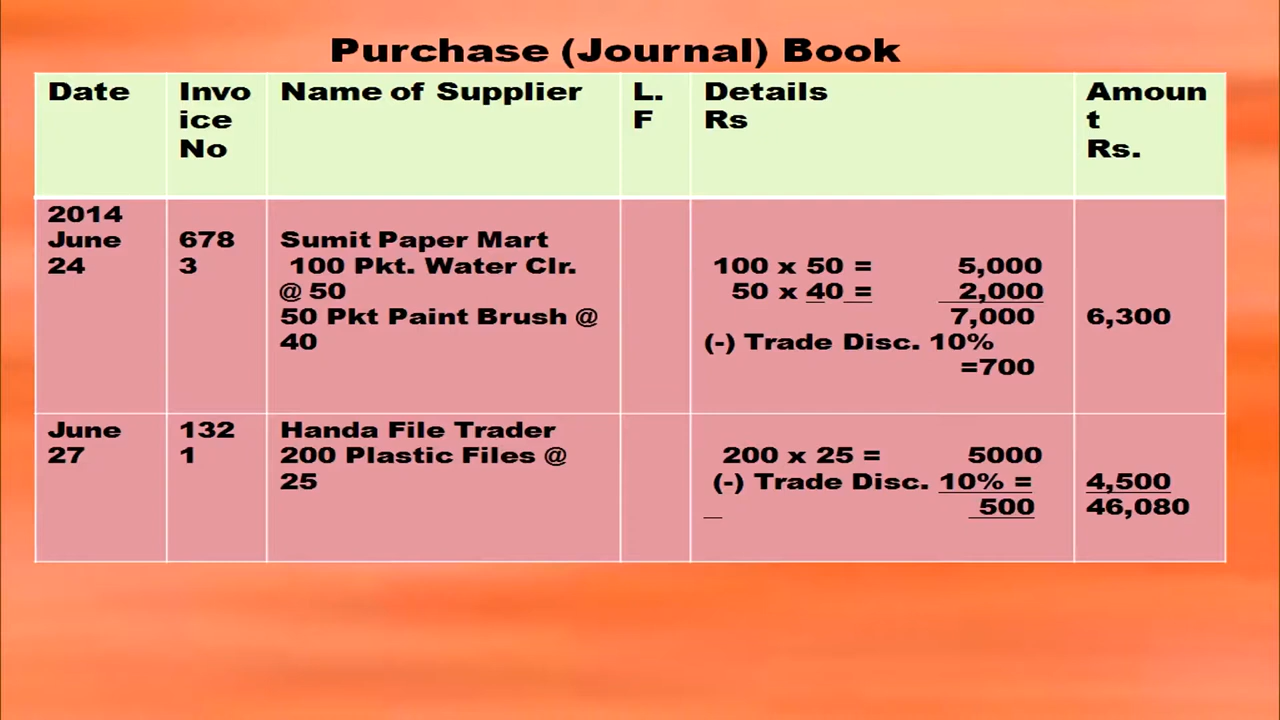 Purchase (Journal) Book
Date
Invo
ice
No
Name of Supplier
L.
F
Details
Rs
Amoun
t
Rs.
2014
June
24
678
3
Sumit Paper Mart
100 Pkt. Water Clr.
@ 50
50 Pkt Paint Brush @
40
100 x 50 = 5,000
50 x 40 = 2,000
7,000
(-) Trade Disc. 10%
=700
6,300
June
27
132
1
Handa File Trader
200 Plastic Files @
25
200 x 25 = 5000
(-) Trade Disc. 10% =
500
4,500
46,080